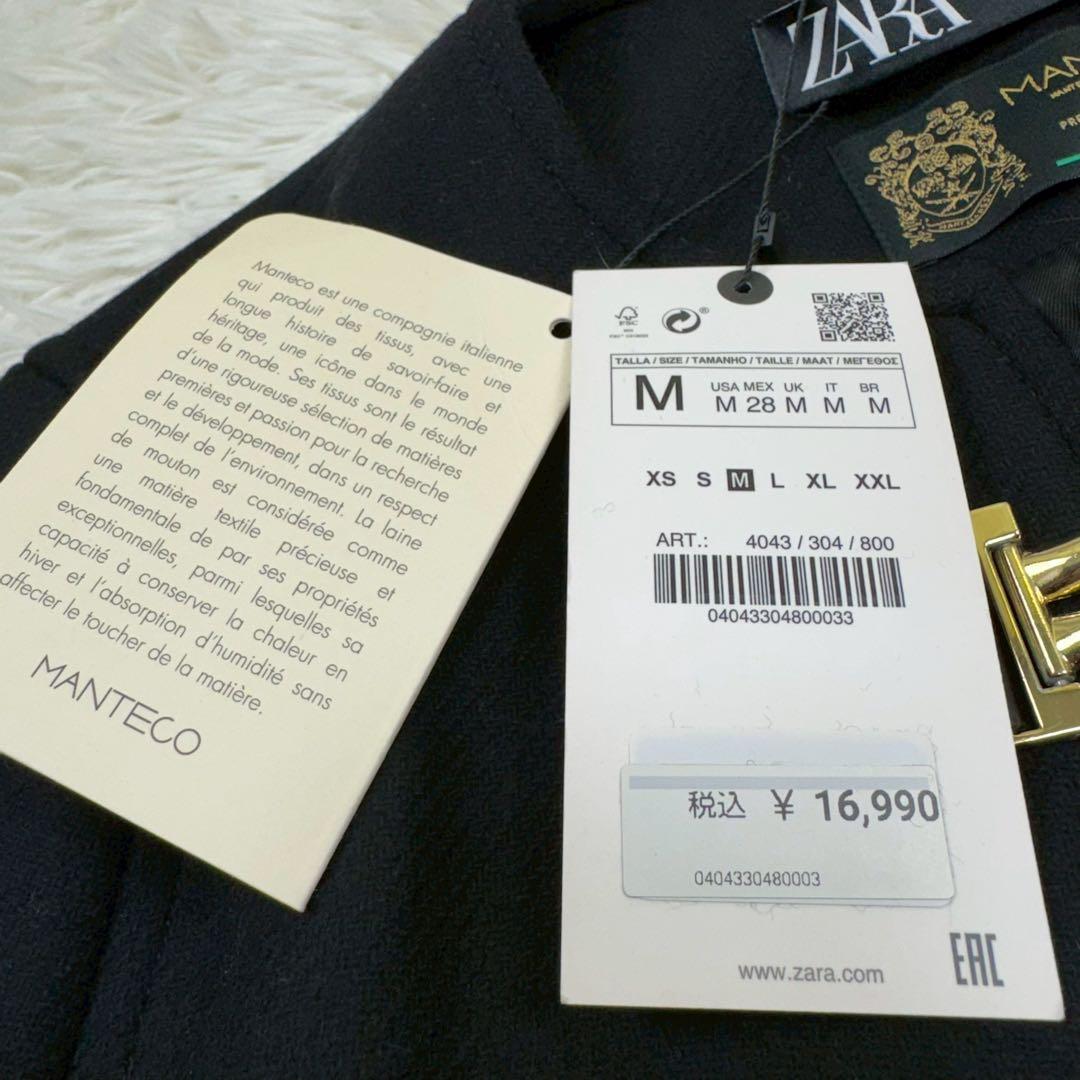 ZARA
MAN
PRE
Manteco est une compagnie italienne
qui produit des tissus, avec une
longue histoire de savoir-faire et
héritage, une icône dans le monde
de la mode. Ses tissus sont le résultat
d'une rigoureuse sélection de matières
premières et passion pour la recherche
et le développement, dans un respect
complet de l'environnement. La laine
de mouton est considérée comme
une matière textile précieuse et
fondamentale de par ses propriétés
exceptionnelles, parmi lesquelles sa
capacité à conserver la chaleur en
hiver et l'absorption d'humidité sans
affecter le toucher de la matière.
MANTECO
FSC
®
TALLA / SIZE / TAMANHO / TAILLE / MAAT / ΜΕΓΕΘΟΣ
M
USA MEX UK IT BR
M 28 M M M
XS S M L XL XXL
ART.: 4043 / 304 / 800
04043304800033
税込 ¥ 16,990
0404330480003
www.zara.com
EAC